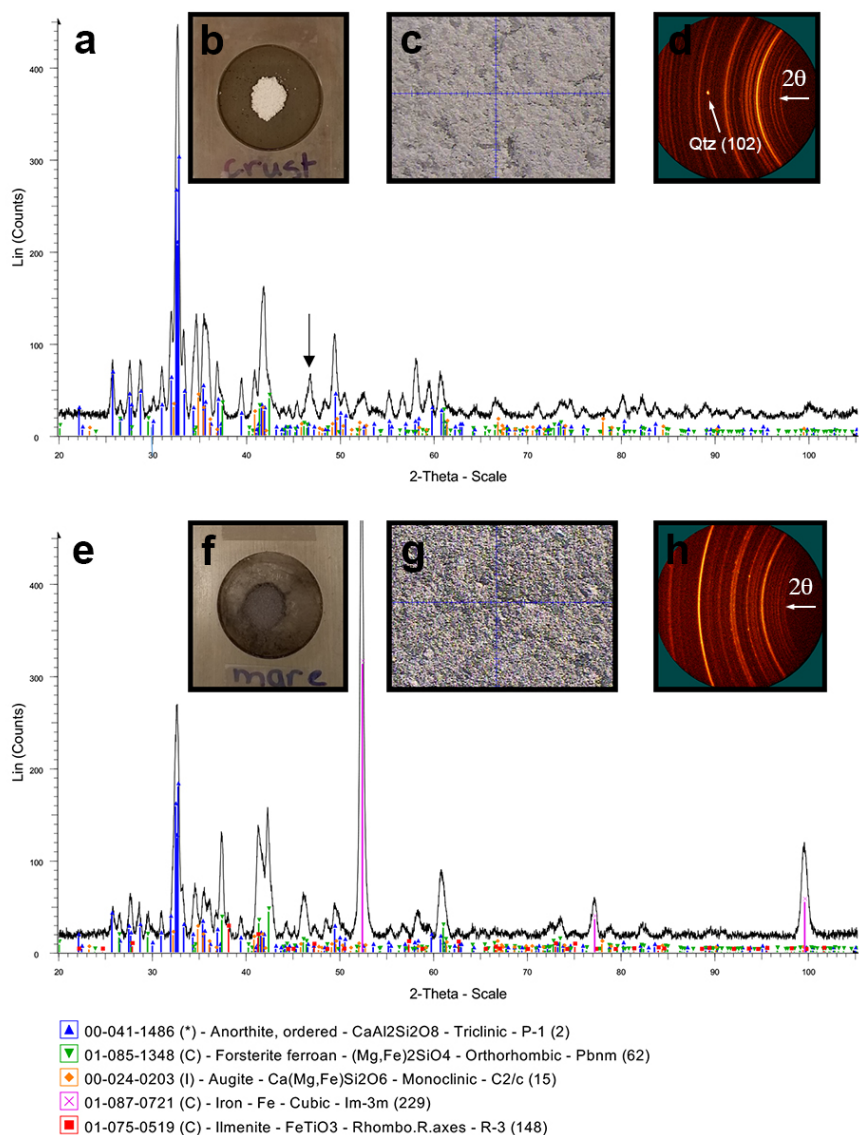 a
b
c
d
crust
2θ
Qtz (102)
Lin (Counts)
400
300
200
100
0
20
30
40
50
60
70
80
90
100
2-Theta - Scale
e
f
g
h
mare
2θ
Lin (Counts)
400
300
200
100
0
20
30
40
50
60
70
80
90
100
2-Theta - Scale
00-041-1486 (*) - Anorthite, ordered - CaAl2Si2O8 - Triclinic - P-1 (2)
01-085-1348 (C) - Forsterite ferroan - (Mg,Fe)2SiO4 - Orthorhombic - Pbnm (62)
00-024-0203 (I) - Augite - Ca(Mg,Fe)Si2O6 - Monoclinic - C2/c (15)
01-087-0721 (C) - Iron - Fe - Cubic - Im-3m (229)
01-075-0519 (C) - Ilmenite - FeTiO3 - Rhombo.R.axes - R-3 (148)